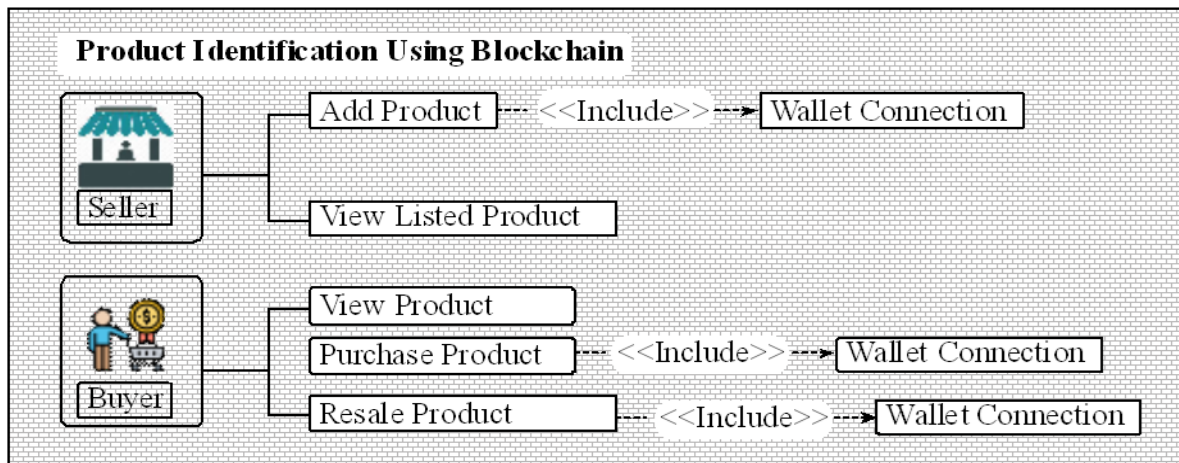 Product Identification Using Blockchain
Add Product <<Include>> Wallet Connection
Seller
View Listed Product
View Product
Purchase Product <<Include>> Wallet Connection
Buyer
Resale Product <<Include>> Wallet Connection